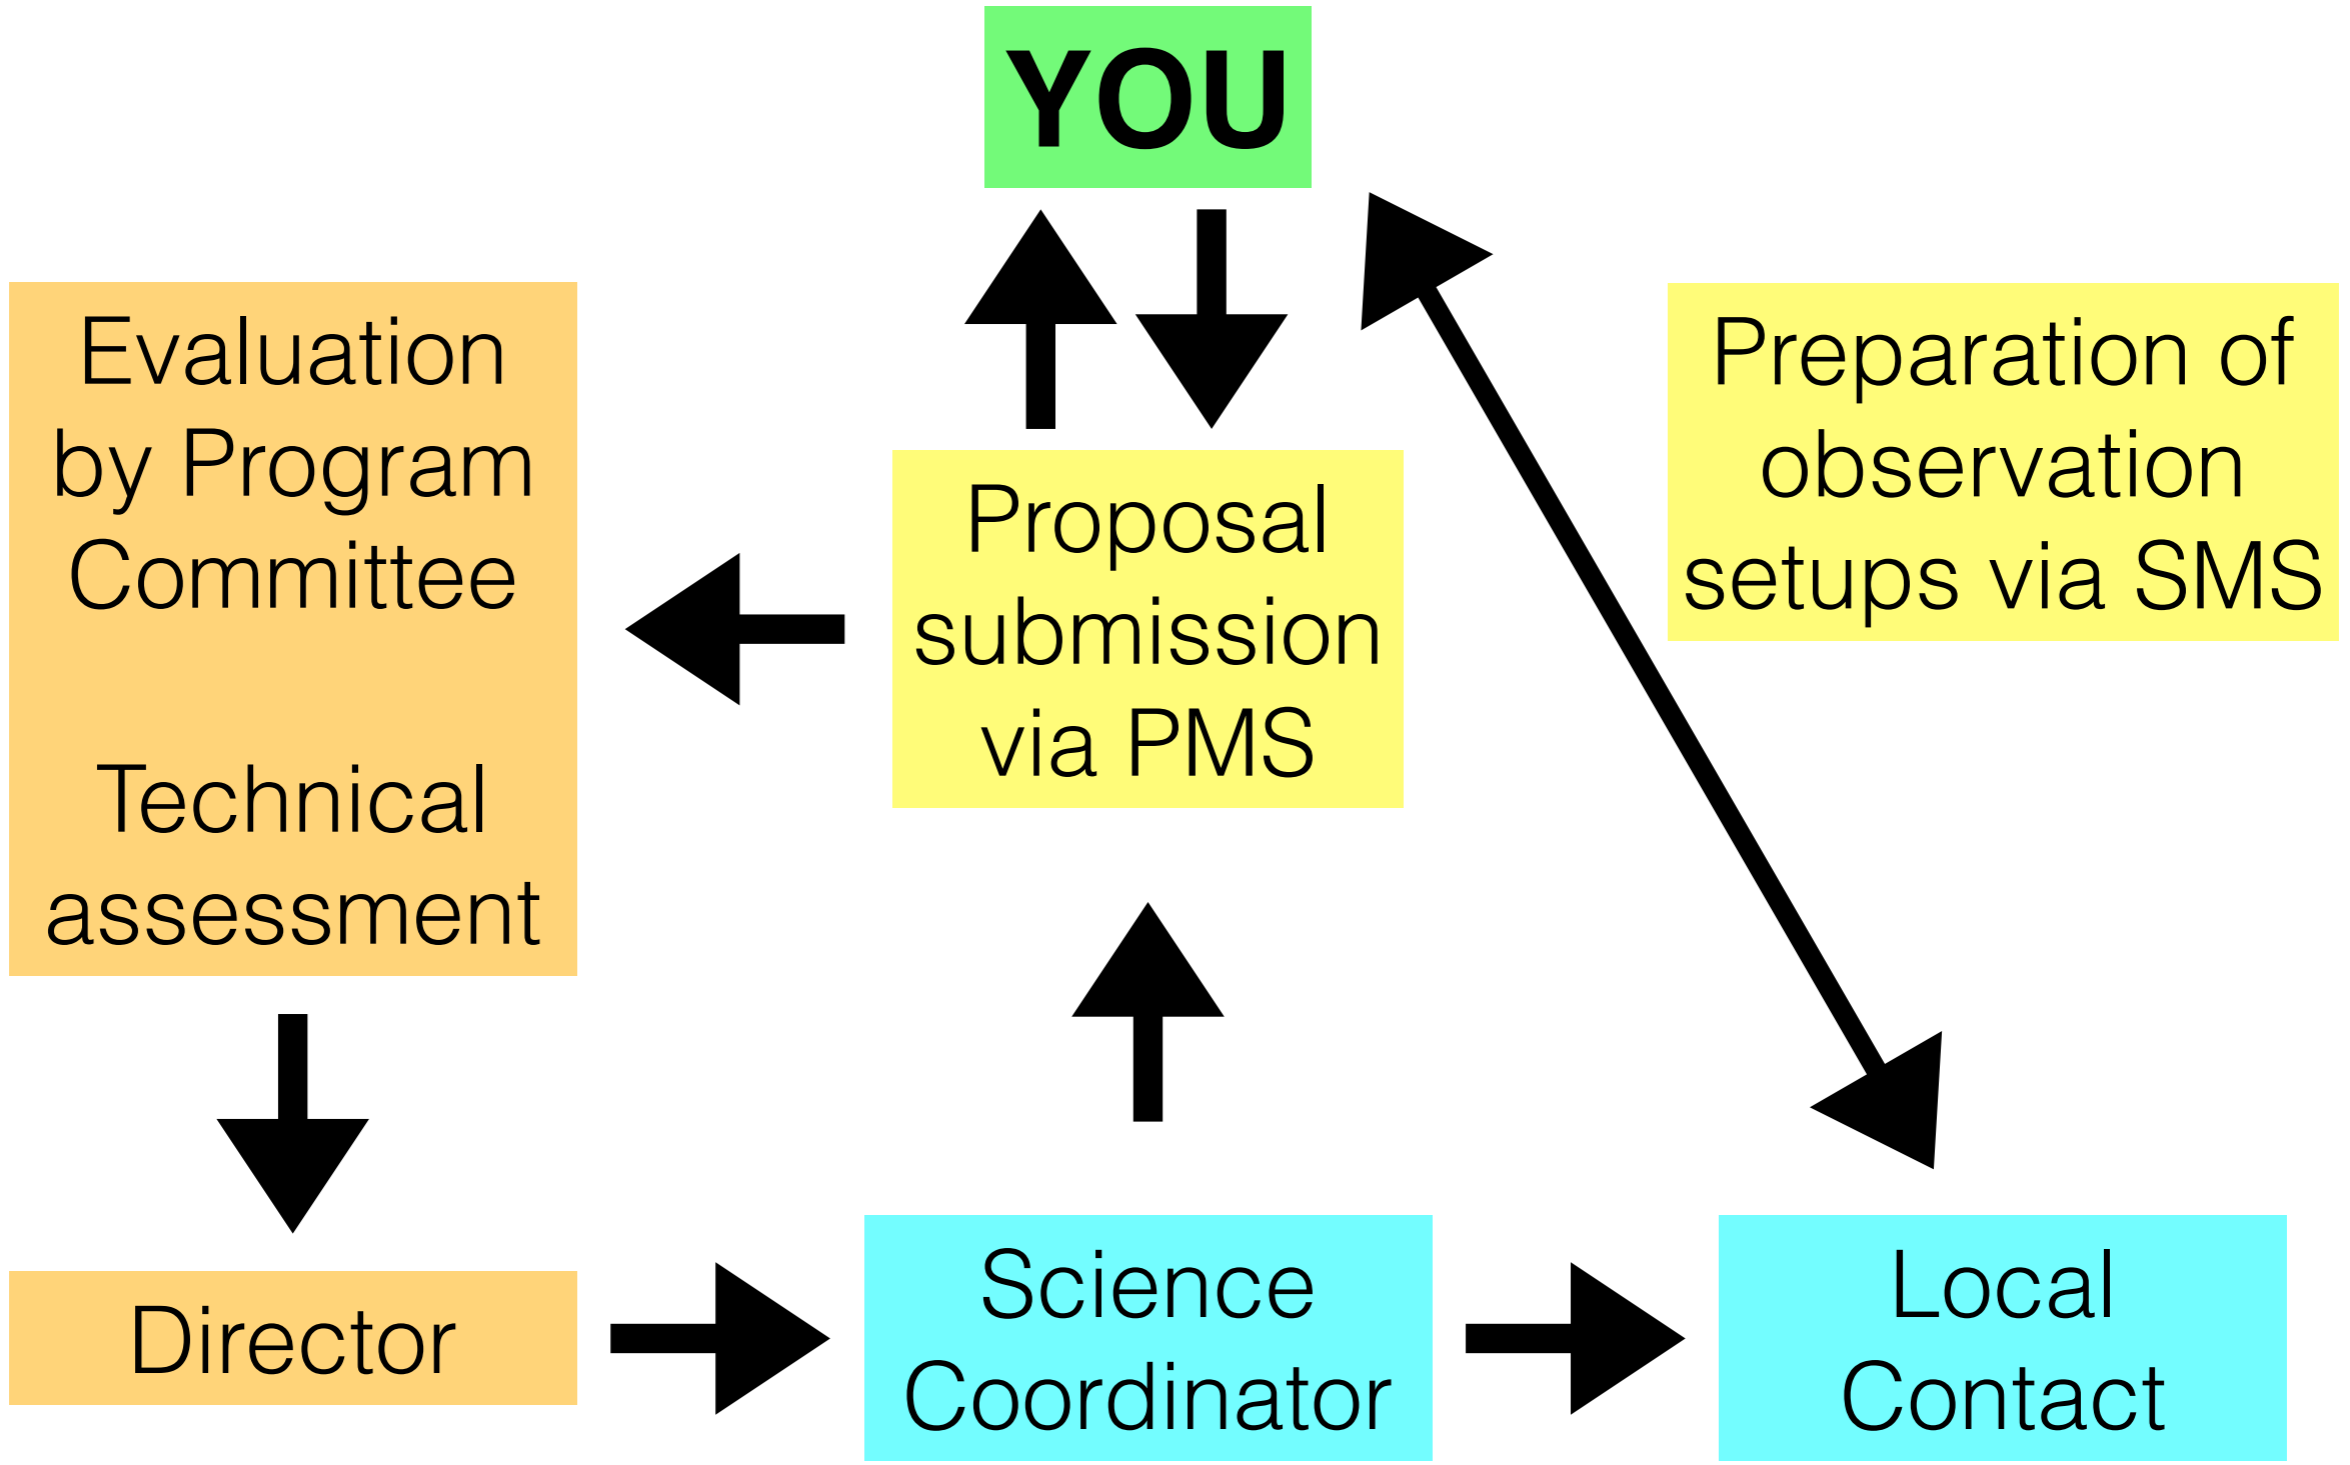 YOU
Evaluation
by Program
Committee
Technical
assessment
Proposal
submission
via PMS
Preparation of
observation
setups via SMS
Director
Science
Coordinator
Local
Contact